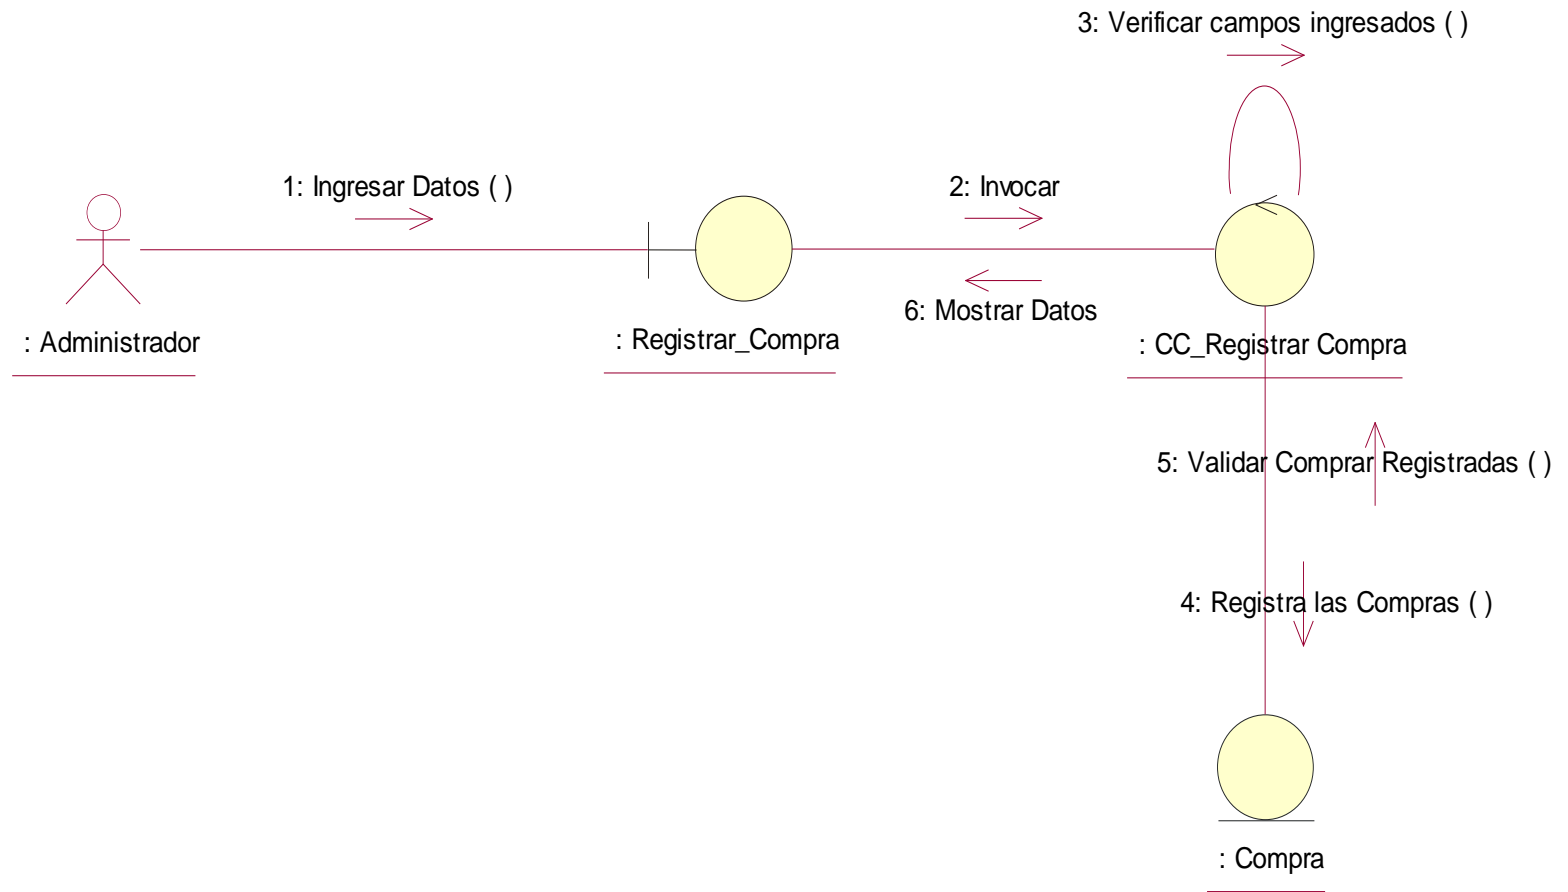 3: Verificar campos ingresados ( )
1: Ingresar Datos ( )
2: Invocar
6: Mostrar Datos
: Administrador
: Registrar_Compra
: CC_Registrar Compra
5: Validar Comprar Registradas ( )
4: Registra las Compras ( )
: Compra